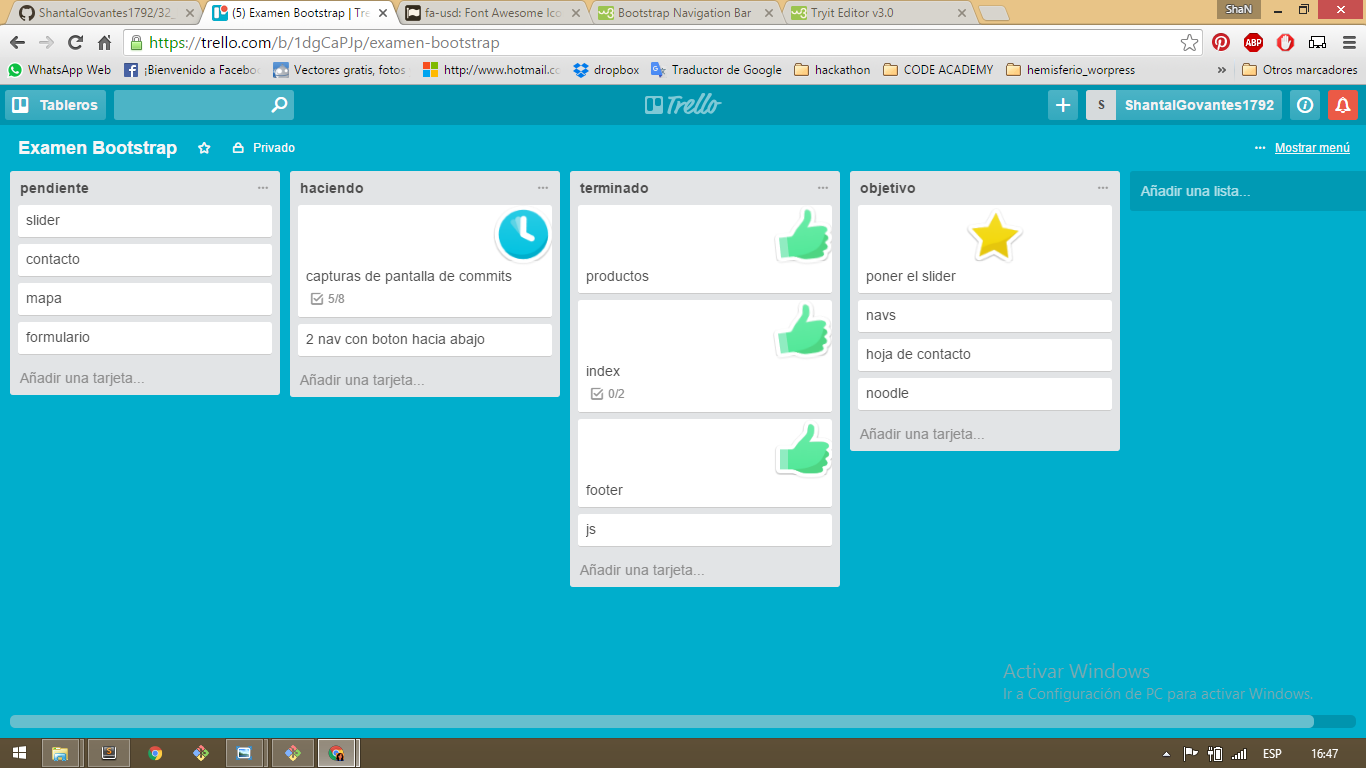 ShantalGovantes1792/32_
(5) Examen Bootstrap | Tre
fa-usd: Font Awesome Ico
Bootstrap Navigation Bar
Tryit Editor v3.0
ShaN
https://trello.com/b/1dgCaPJp/examen-bootstrap
ABP
WhatsApp Web
¡Bienvenido a Facebo
Vectores gratis, fotos
http://www.hotmail.cc
dropbox
Traductor de Google
hackathon
CODE ACADEMY
hemisferio_worpress
»
Otros marcadores
Tableros
Trello
S
ShantalGovantes1792
Examen Bootstrap
Privado
Mostrar menú
pendiente
slider
contacto
mapa
formulario
Añadir una tarjeta...
haciendo
capturas de pantalla de commits
5/8
2 nav con boton hacia abajo
Añadir una tarjeta...
terminado
productos
index
0/2
footer
js
Añadir una tarjeta...
objetivo
poner el slider
navs
hoja de contacto
noodle
Añadir una tarjeta...
Añadir una lista...
Activar Windows
Ir a Configuración de PC para activar Windows.
ESP
16:47